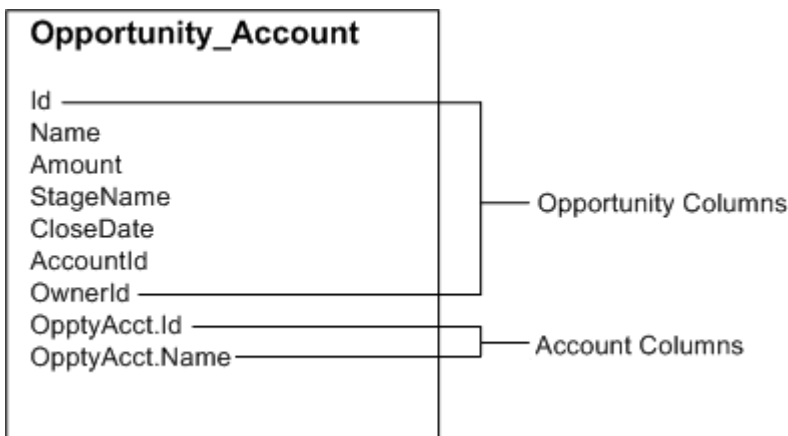 Opportunity_Account
Id
Name
Amount
StageName
CloseDate
AccountId
OwnerId
OpptyAcct.Id
OpptyAcct.Name
Opportunity Columns
Account Columns